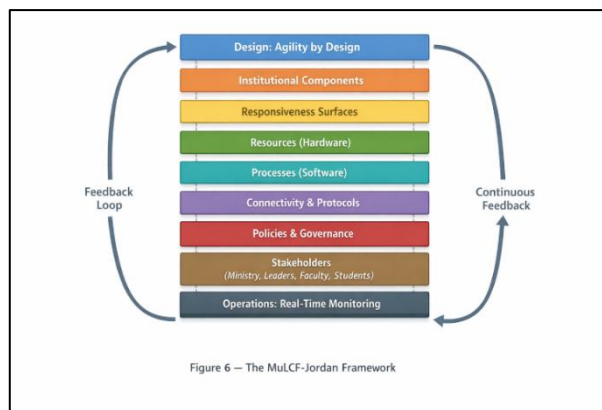 Design: Agility by Design
Institutional Components
Responsiveness Surfaces
Resources (Hardware)
Processes (Software)
Connectivity & Protocols
Policies & Governance
Stakeholders
(Ministry, Leaders, Faculty, Students)
Operations: Real-Time Monitoring
Feedback
Loop
Continuous
Feedback
Figure 6 — The MuLCF-Jordan Framework